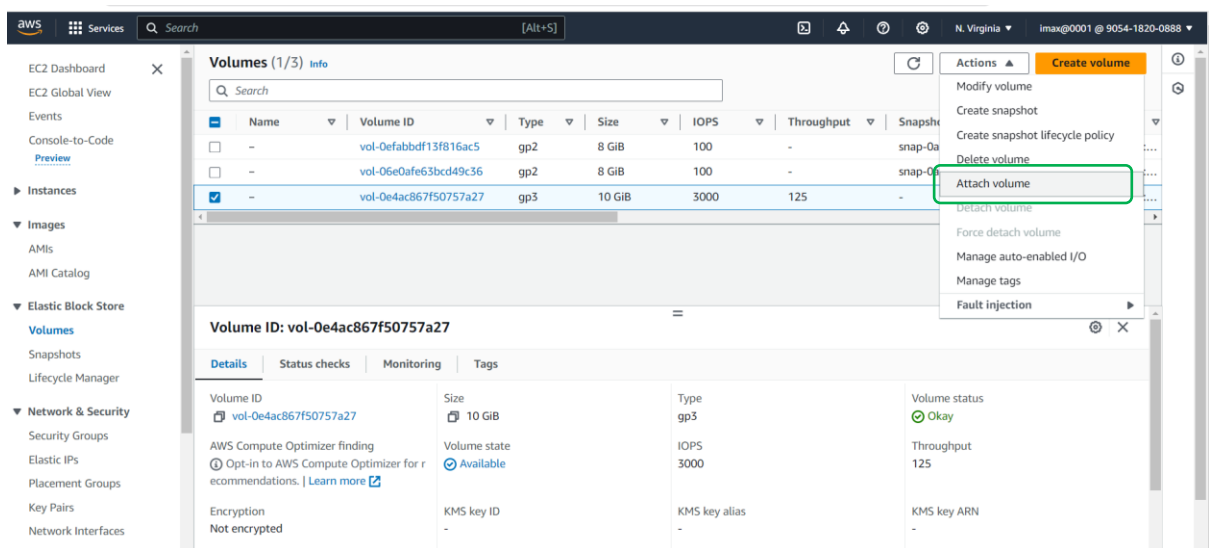 aws Services Search [Alt+S] N. Virginia imax@0001 @ 9054-1820-0888
EC2 Dashboard
EC2 Global View
Events
Console-to-Code
Preview
Instances
Images
AMIs
AMI Catalog
Elastic Block Store
Volumes
Snapshots
Lifecycle Manager
Network & Security
Security Groups
Elastic IPs
Placement Groups
Key Pairs
Network Interfaces
Volumes (1/3) Info
Actions Create volume
Search
Name Volume ID Type Size IOPS Throughput
– vol-0efabbdf13f816ac5 gp2 8 GiB 100 -
– vol-06e0afe63bcd49c36 gp2 8 GiB 100 -
– vol-0e4ac867f50757a27 gp3 10 GiB 3000 125 -
Modify volume
Create snapshot
Create snapshot lifecycle policy
Delete volume
Attach volume
Detach volume
Force detach volume
Manage auto-enabled I/O
Manage tags
Fault injection
Volume ID: vol-0e4ac867f50757a27
Details Status checks Monitoring Tags
Volume ID Size Type Volume status
vol-0e4ac867f50757a27 10 GiB gp3 Okay
AWS Compute Optimizer finding Volume state IOPS Throughput
Opt-in to AWS Compute Optimizer for r Available 3000 125
ecommendations. | Learn more
Encryption KMS key ID KMS key alias KMS key ARN
Not encrypted - - -